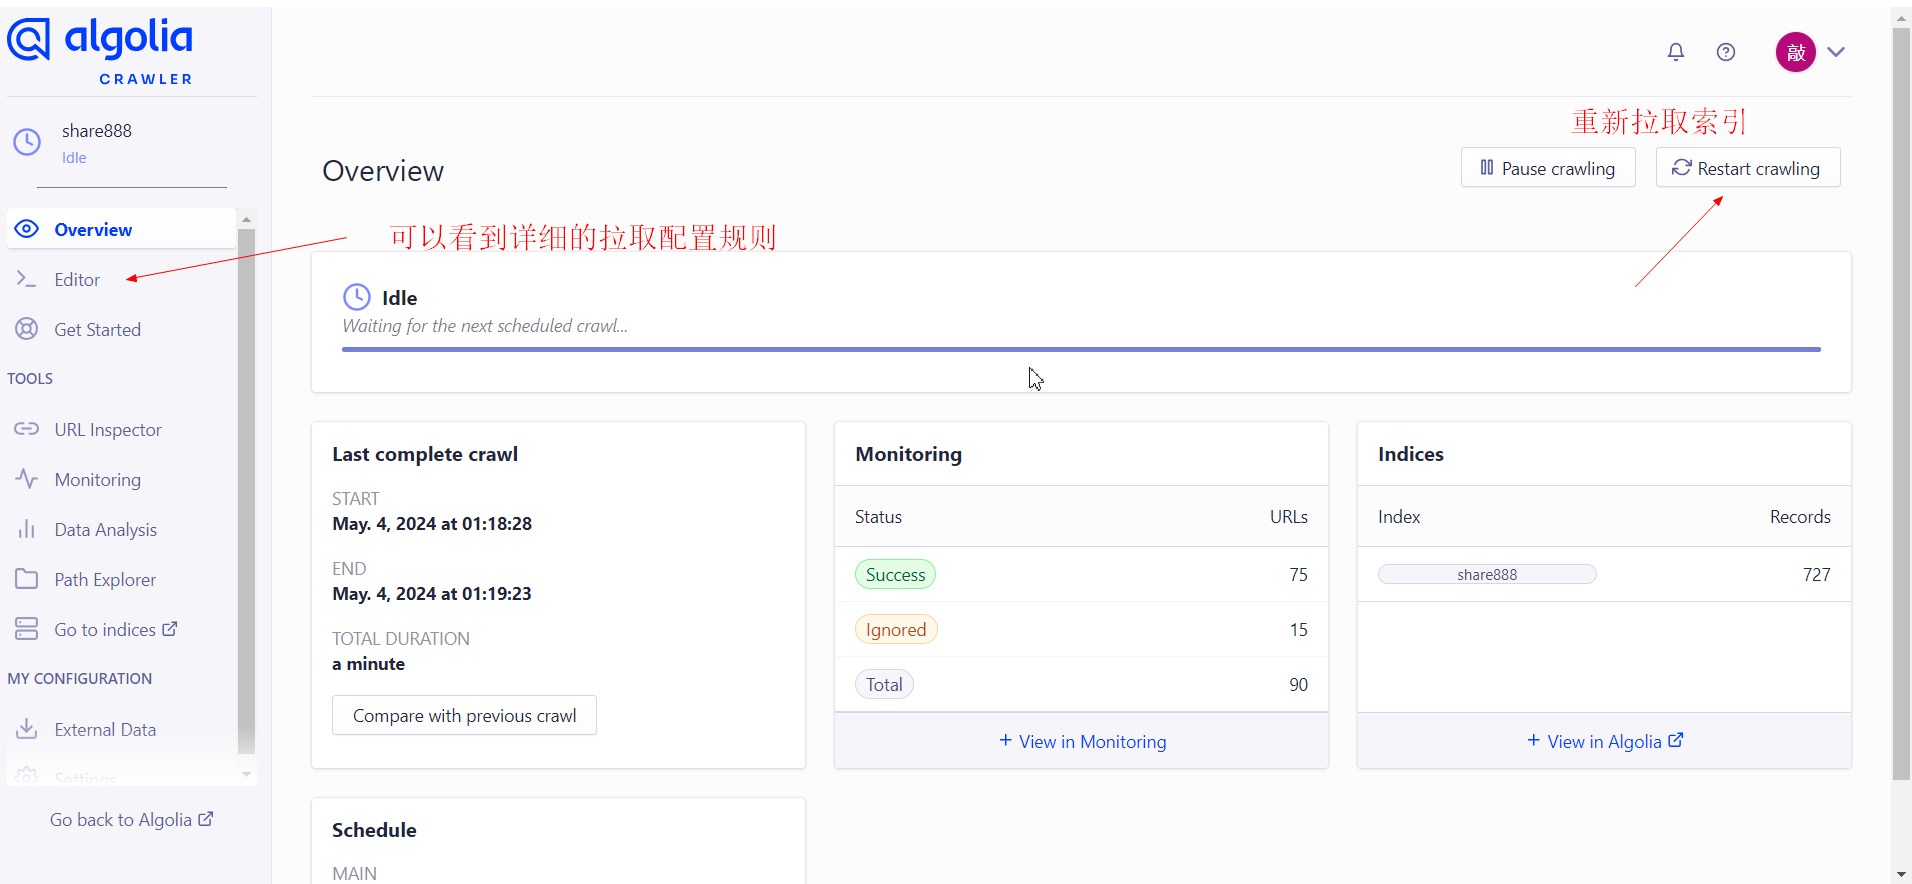 algolia
CRAWLER
敲
share888
Idle
重新拉取索引
Overview
Pause crawling
Restart crawling
Overview
可以看到详细的拉取配置规则
Editor
Get Started
TOOLS
URL Inspector
Monitoring
Data Analysis
Path Explorer
Go to indices
MY CONFIGURATION
External Data
Settings
Go back to Algolia
Idle
Waiting for the next scheduled crawl...
Last complete crawl
START
May. 4, 2024 at 01:18:28
END
May. 4, 2024 at 01:19:23
TOTAL DURATION
a minute
Compare with previous crawl
Monitoring
Status URLs
Success 75
Ignored 15
Total 90
+ View in Monitoring
Indices
Index Records
share888 727
+ View in Algolia
Schedule
MAIN